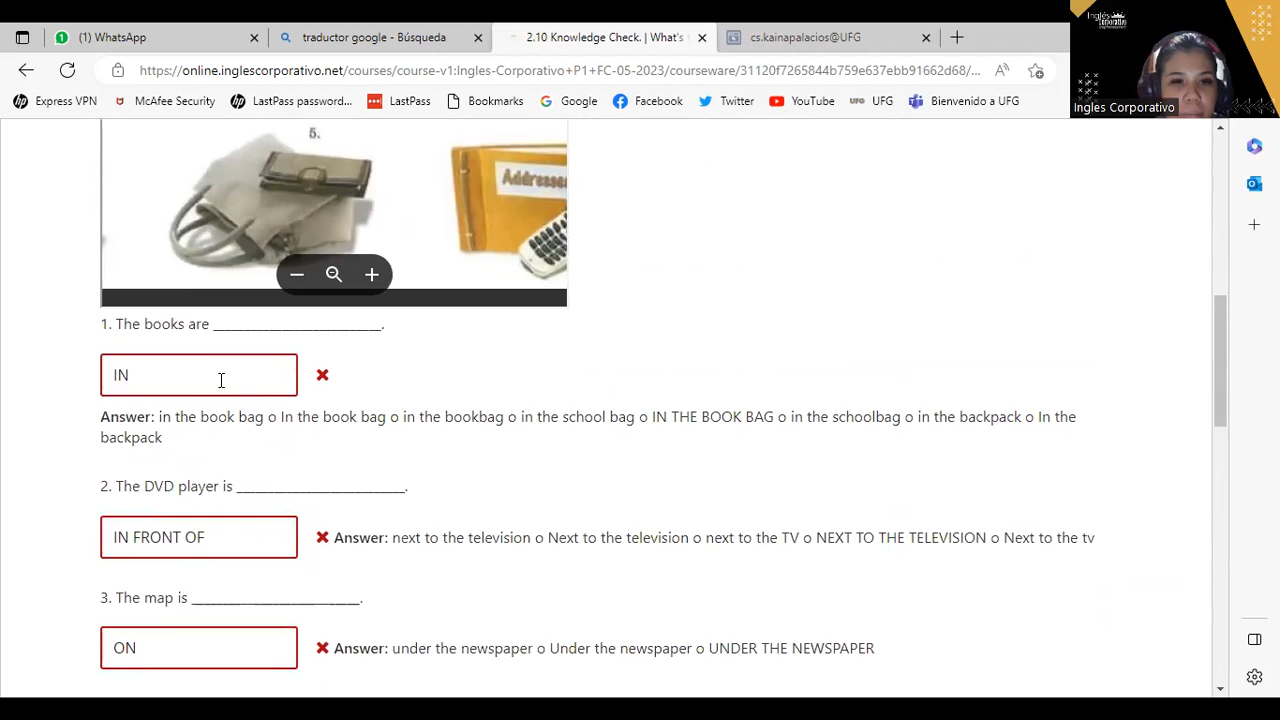 (1) WhatsApp
traductor google - Búsqueda
2.10 Knowledge Check. | What's
cs.kainapalacios@UFG
https://online.inglescorporativo.net/courses/course-v1:Ingles-Corporativo+P1+FC-05-2023/courseware/31120f7265844b759e637ebb91662d68/...
Express VPN
McAfee Security
LastPass password...
LastPass
Bookmarks
Google
Facebook
Twitter
YouTube
UFG UFG
Bienvenido a UFG
Inglés
Corporativo
Ingles Corporativo
5.
Addresses
1. The books are ___________________________.
IN
Answer: in the book bag o In the book bag o in the bookbag o in the school bag o IN THE BOOK BAG o in the schoolbag o in the backpack o In the
backpack
2. The DVD player is ___________________________.
IN FRONT OF
Answer: next to the television o Next to the television o next to the TV o NEXT TO THE TELEVISION o Next to the tv
3. The map is ___________________________.
ON
Answer: under the newspaper o Under the newspaper o UNDER THE NEWSPAPER